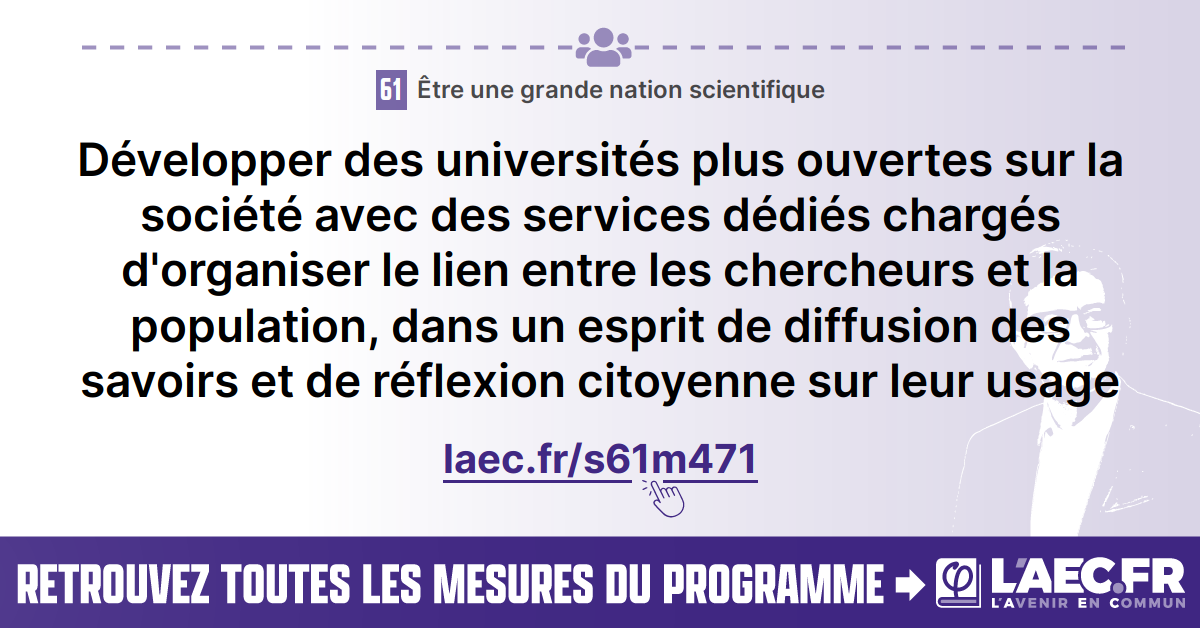 61 Être une grande nation scientifique
Développer des universités plus ouvertes sur la
société avec des services dédiés chargés
d'organiser le lien entre les chercheurs et la
population, dans un esprit de diffusion des
savoirs et de réflexion citoyenne sur leur usage
laec.fr/s61m471
RETROUVEZ TOUTES LES MESURES DU PROGRAMME
L'AEC.FR
L'AVENIR EN COMMUN